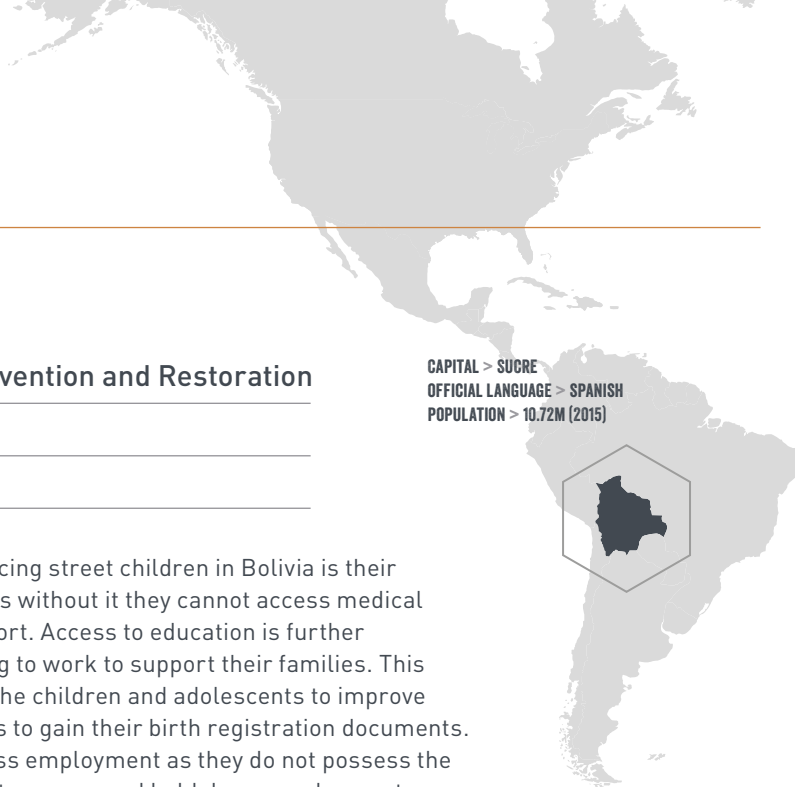 vention and Restoration
CAPITAL > SUCRE
OFFICIAL LANGUAGE > SPANISH
POPULATION > 10.72M (2015)
cing street children in Bolivia is their
s without it they cannot access medical
ort. Access to education is further
g to work to support their families. This
he children and adolescents to improve
s to gain their birth registration documents.
ss employment as they do not possess the